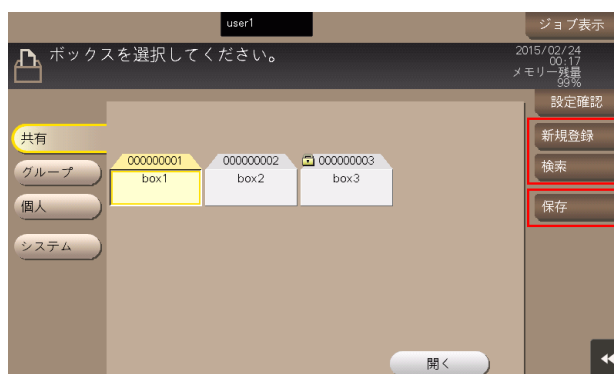 user1
ジョブ表示
ボックスを選択してください。
2015/02/24
00:17
メモリー残量
99%
設定確認
共有
新規登録
グループ
検索
000000001
000000002
000000003
box1
box2
box3
個人
保存
システム
開く